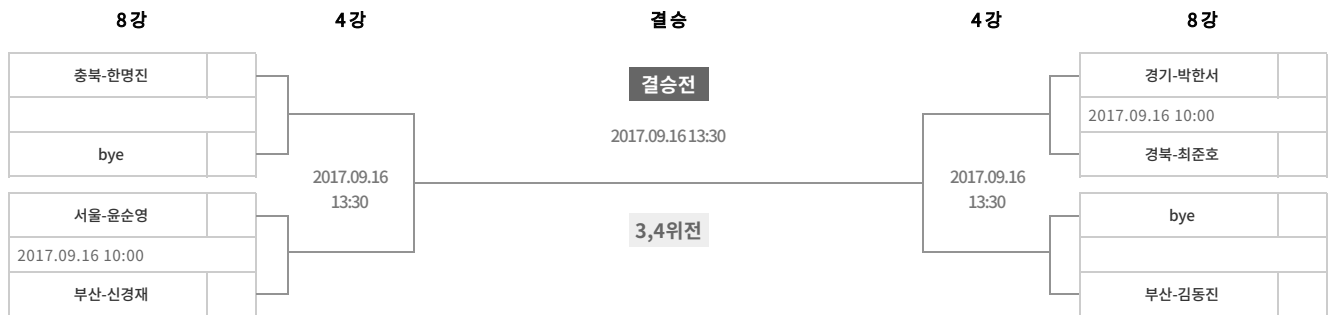 8강
4강
결승
4강
8강
충북-한명진
bye
서울-윤순영
2017.09.16 10:00
부산-신경재
2017.09.16
13:30
결승전
2017.09.16 13:30
3,4위전
2017.09.16
13:30
경기-박한서
2017.09.16 10:00
경북-최준호
bye
부산-김동진